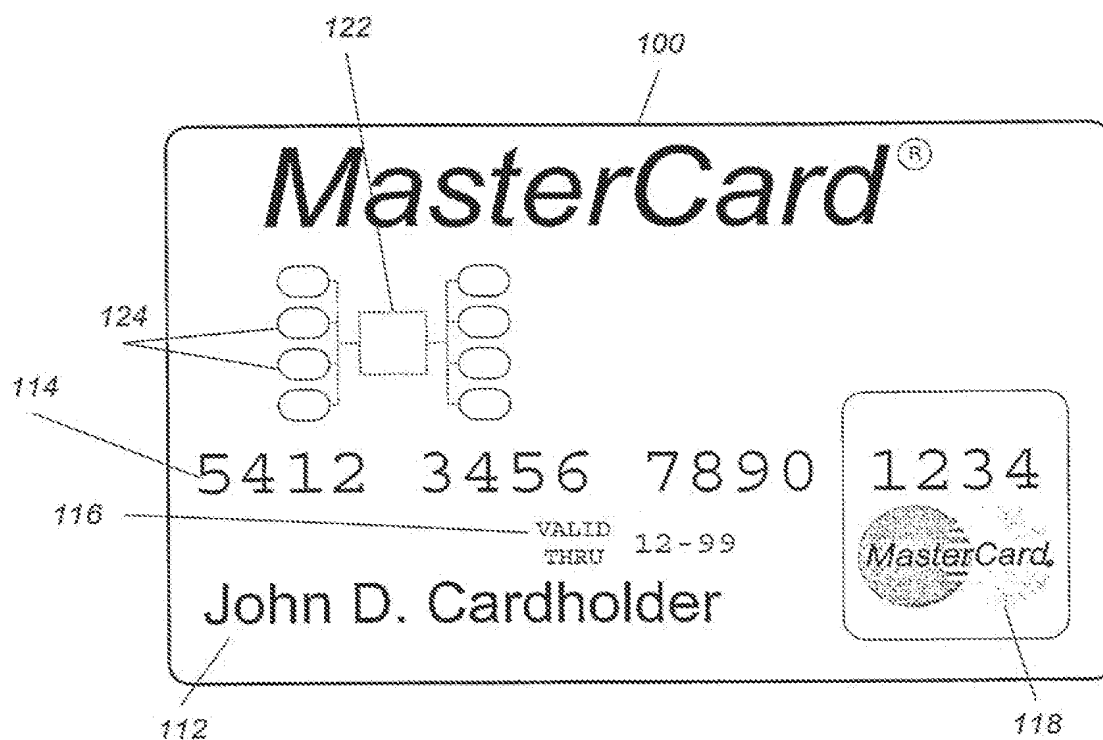 122
100
MasterCard ®
124
114
5412 3456 7890 1234
116
VALID THRU 12-99
MasterCard.
John D. Cardholder
112
118